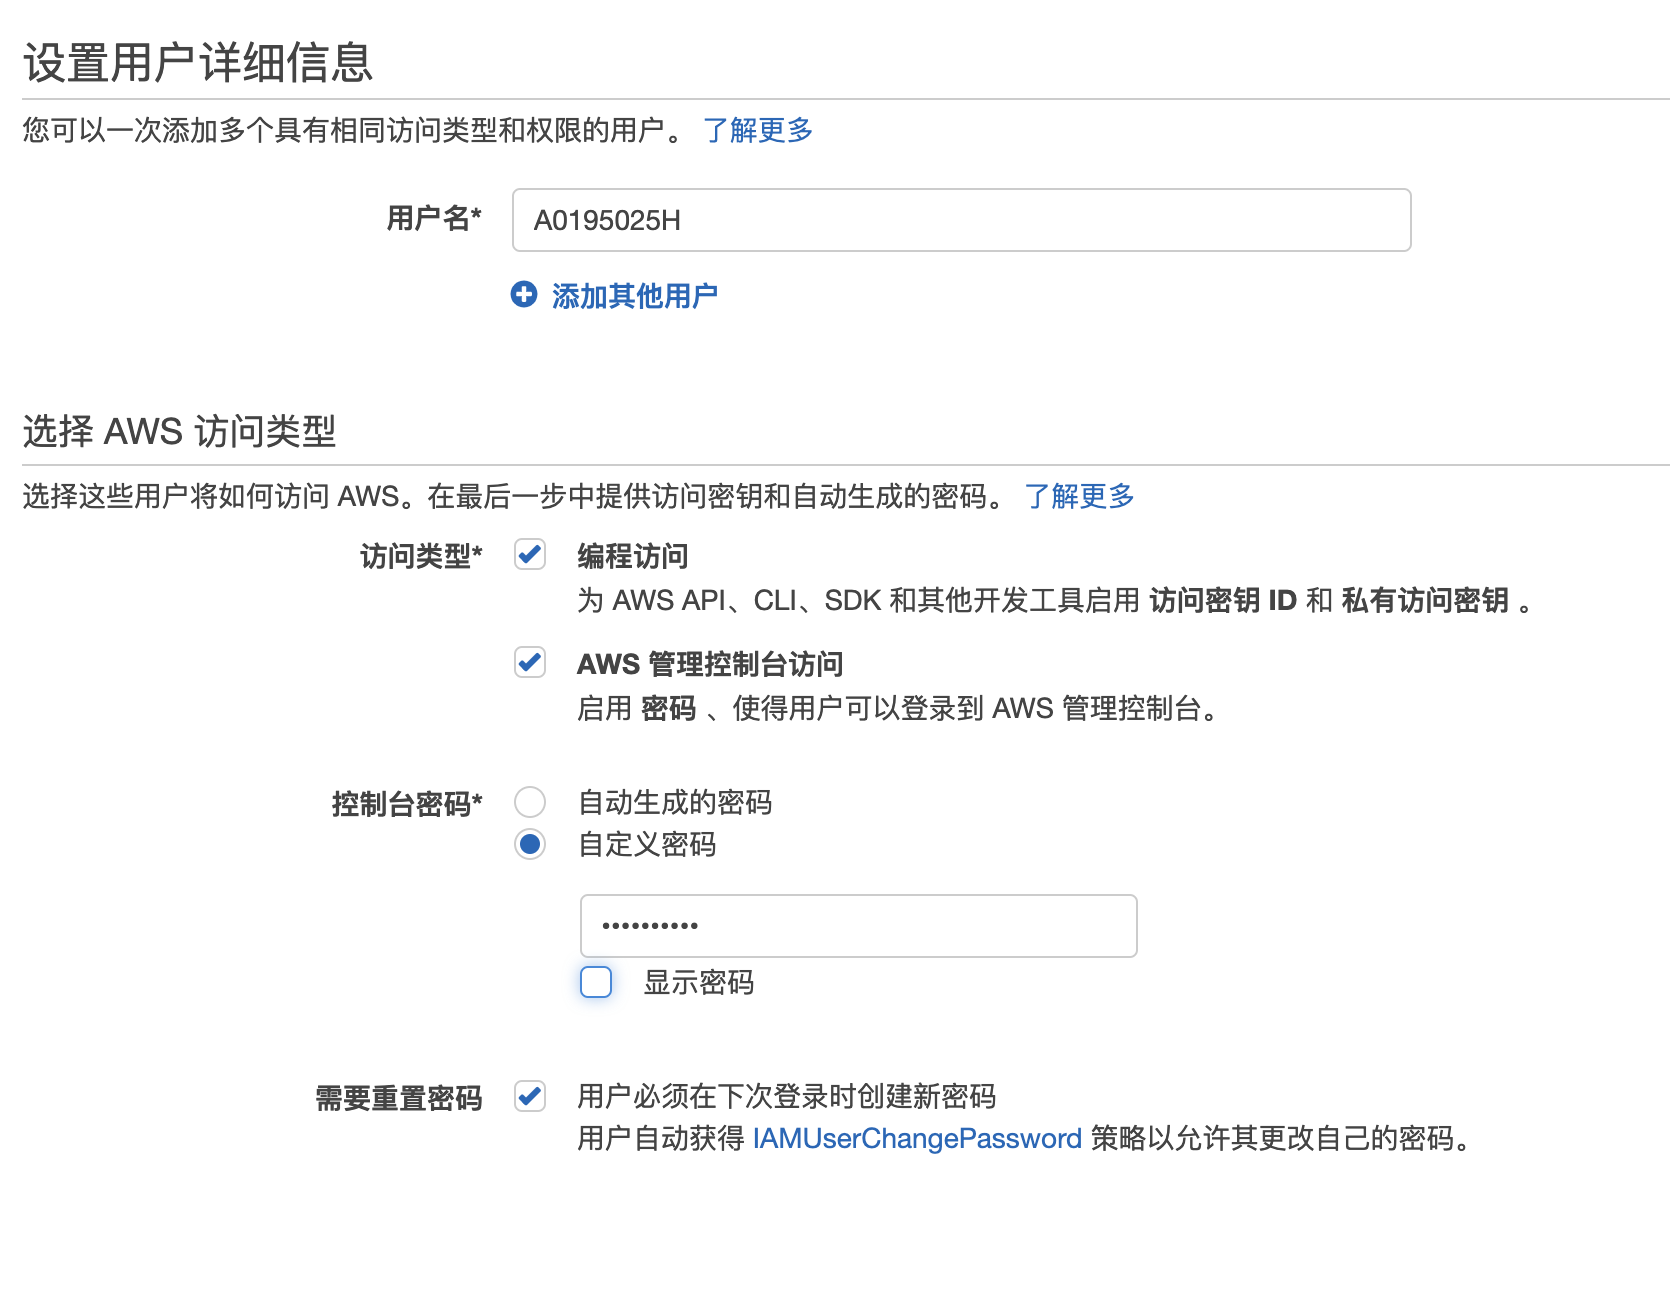 设置用户详细信息
您可以一次添加多个具有相同访问类型和权限的用户。 了解更多
用户名* A0195025H
添加其他用户
选择 AWS 访问类型
选择这些用户将如何访问 AWS。在最后一步中提供访问密钥和自动生成的密码。 了解更多
访问类型* 编程访问
为 AWS API、CLI、SDK 和其他开发工具启用 访问密钥 ID 和 私有访问密钥 。
AWS 管理控制台访问
启用 密码 、使得用户可以登录到 AWS 管理控制台。
控制台密码* 自动生成的密码
自定义密码
••••••••••
显示密码
需要重置密码 用户必须在下次登录时创建新密码
用户自动获得 IAMUserChangePassword 策略以允许其更改自己的密码。